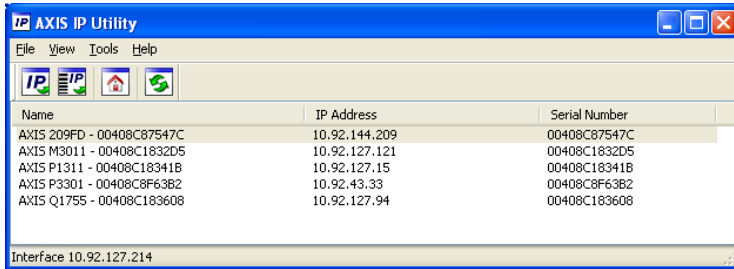 IP AXIS IP Utility
File View Tools Help
IP IP
Name IP Address Serial Number
AXIS 209FD - 00408C87547C 10.92.144.209 00408C87547C
AXIS M3011 - 00408C1832D5 10.92.127.121 00408C1832D5
AXIS P1311 - 00408C18341B 10.92.127.15 00408C18341B
AXIS P3301 - 00408C8F63B2 10.92.43.33 00408C8F63B2
AXIS Q1755 - 00408C183608 10.92.127.94 00408C183608
Interface 10.92.127.214